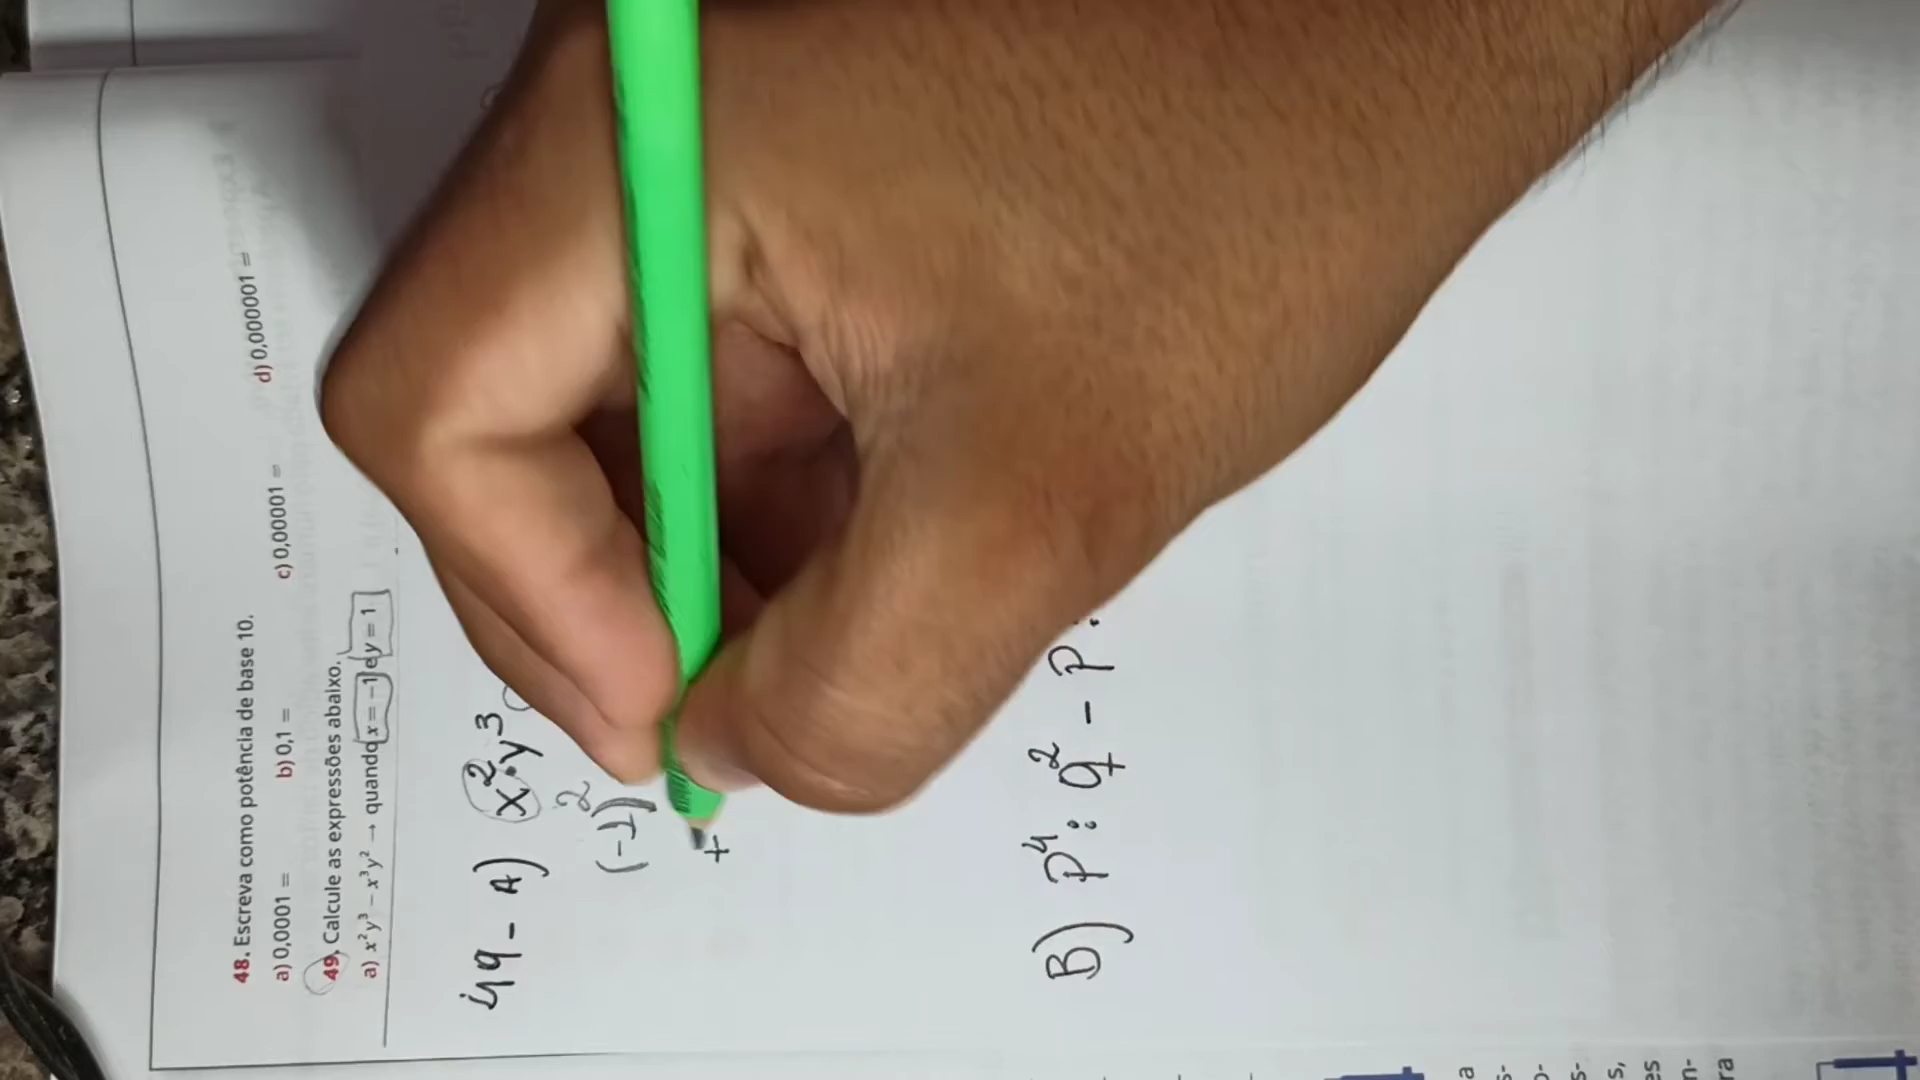 48. Escreva como potência de base 10.
a) 0,0001 = b) 0,1 = c) 0,00001 = d) 0,000001 =
49. Calcule as expressões abaixo.
a) x²y³ − x³y² → quando x = −1 e y = 1
49 - A) x².y³
(-1)²
+
B) p⁴ : q² - p